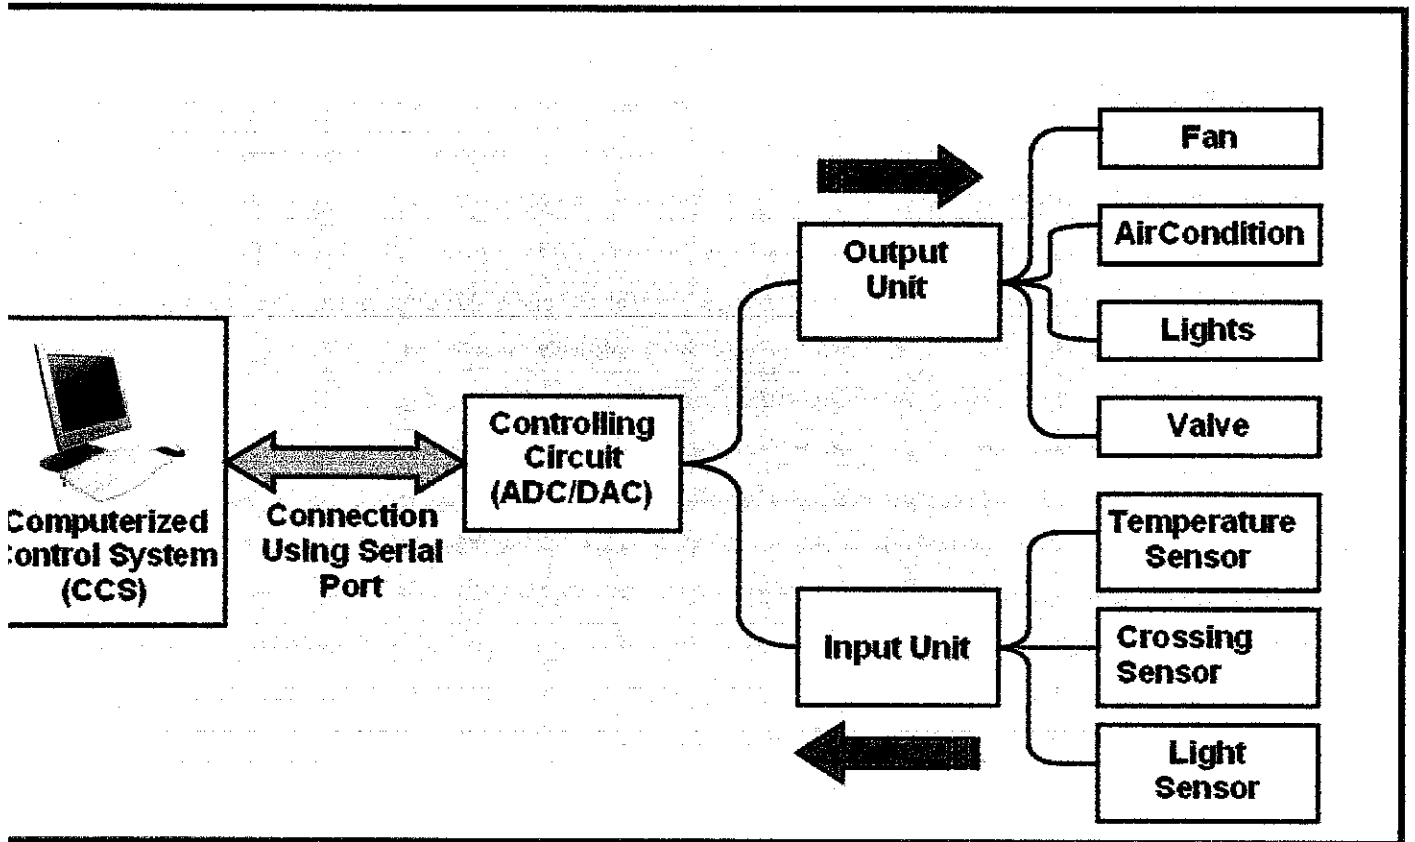 Fan
AirCondition
Output
Unit
Lights
Controlling
Circuit
(ADC/DAC)
Valve
Connection
Using Serial
Port
Computerized
Control System
(CCS)
Temperature
Sensor
Input Unit
Crossing
Sensor
Light
Sensor